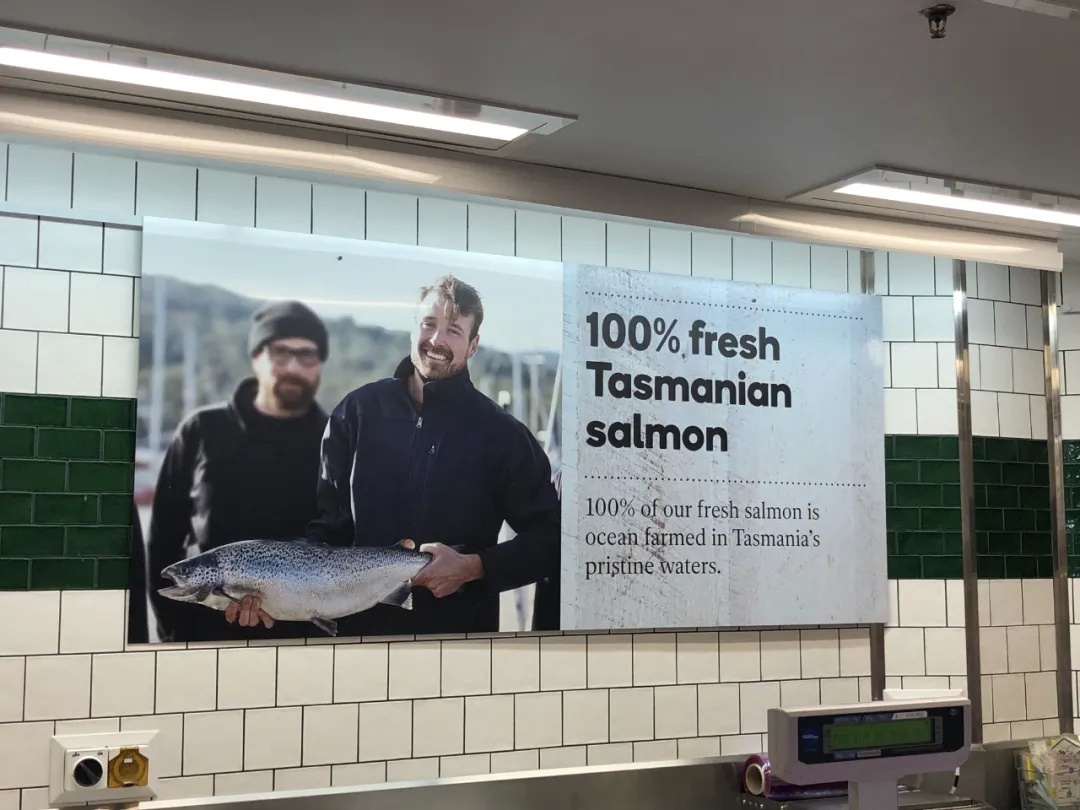 100% fresh
Tasmanian
salmon
100% of our fresh salmon is
ocean farmed in Tasmania's
pristine waters.